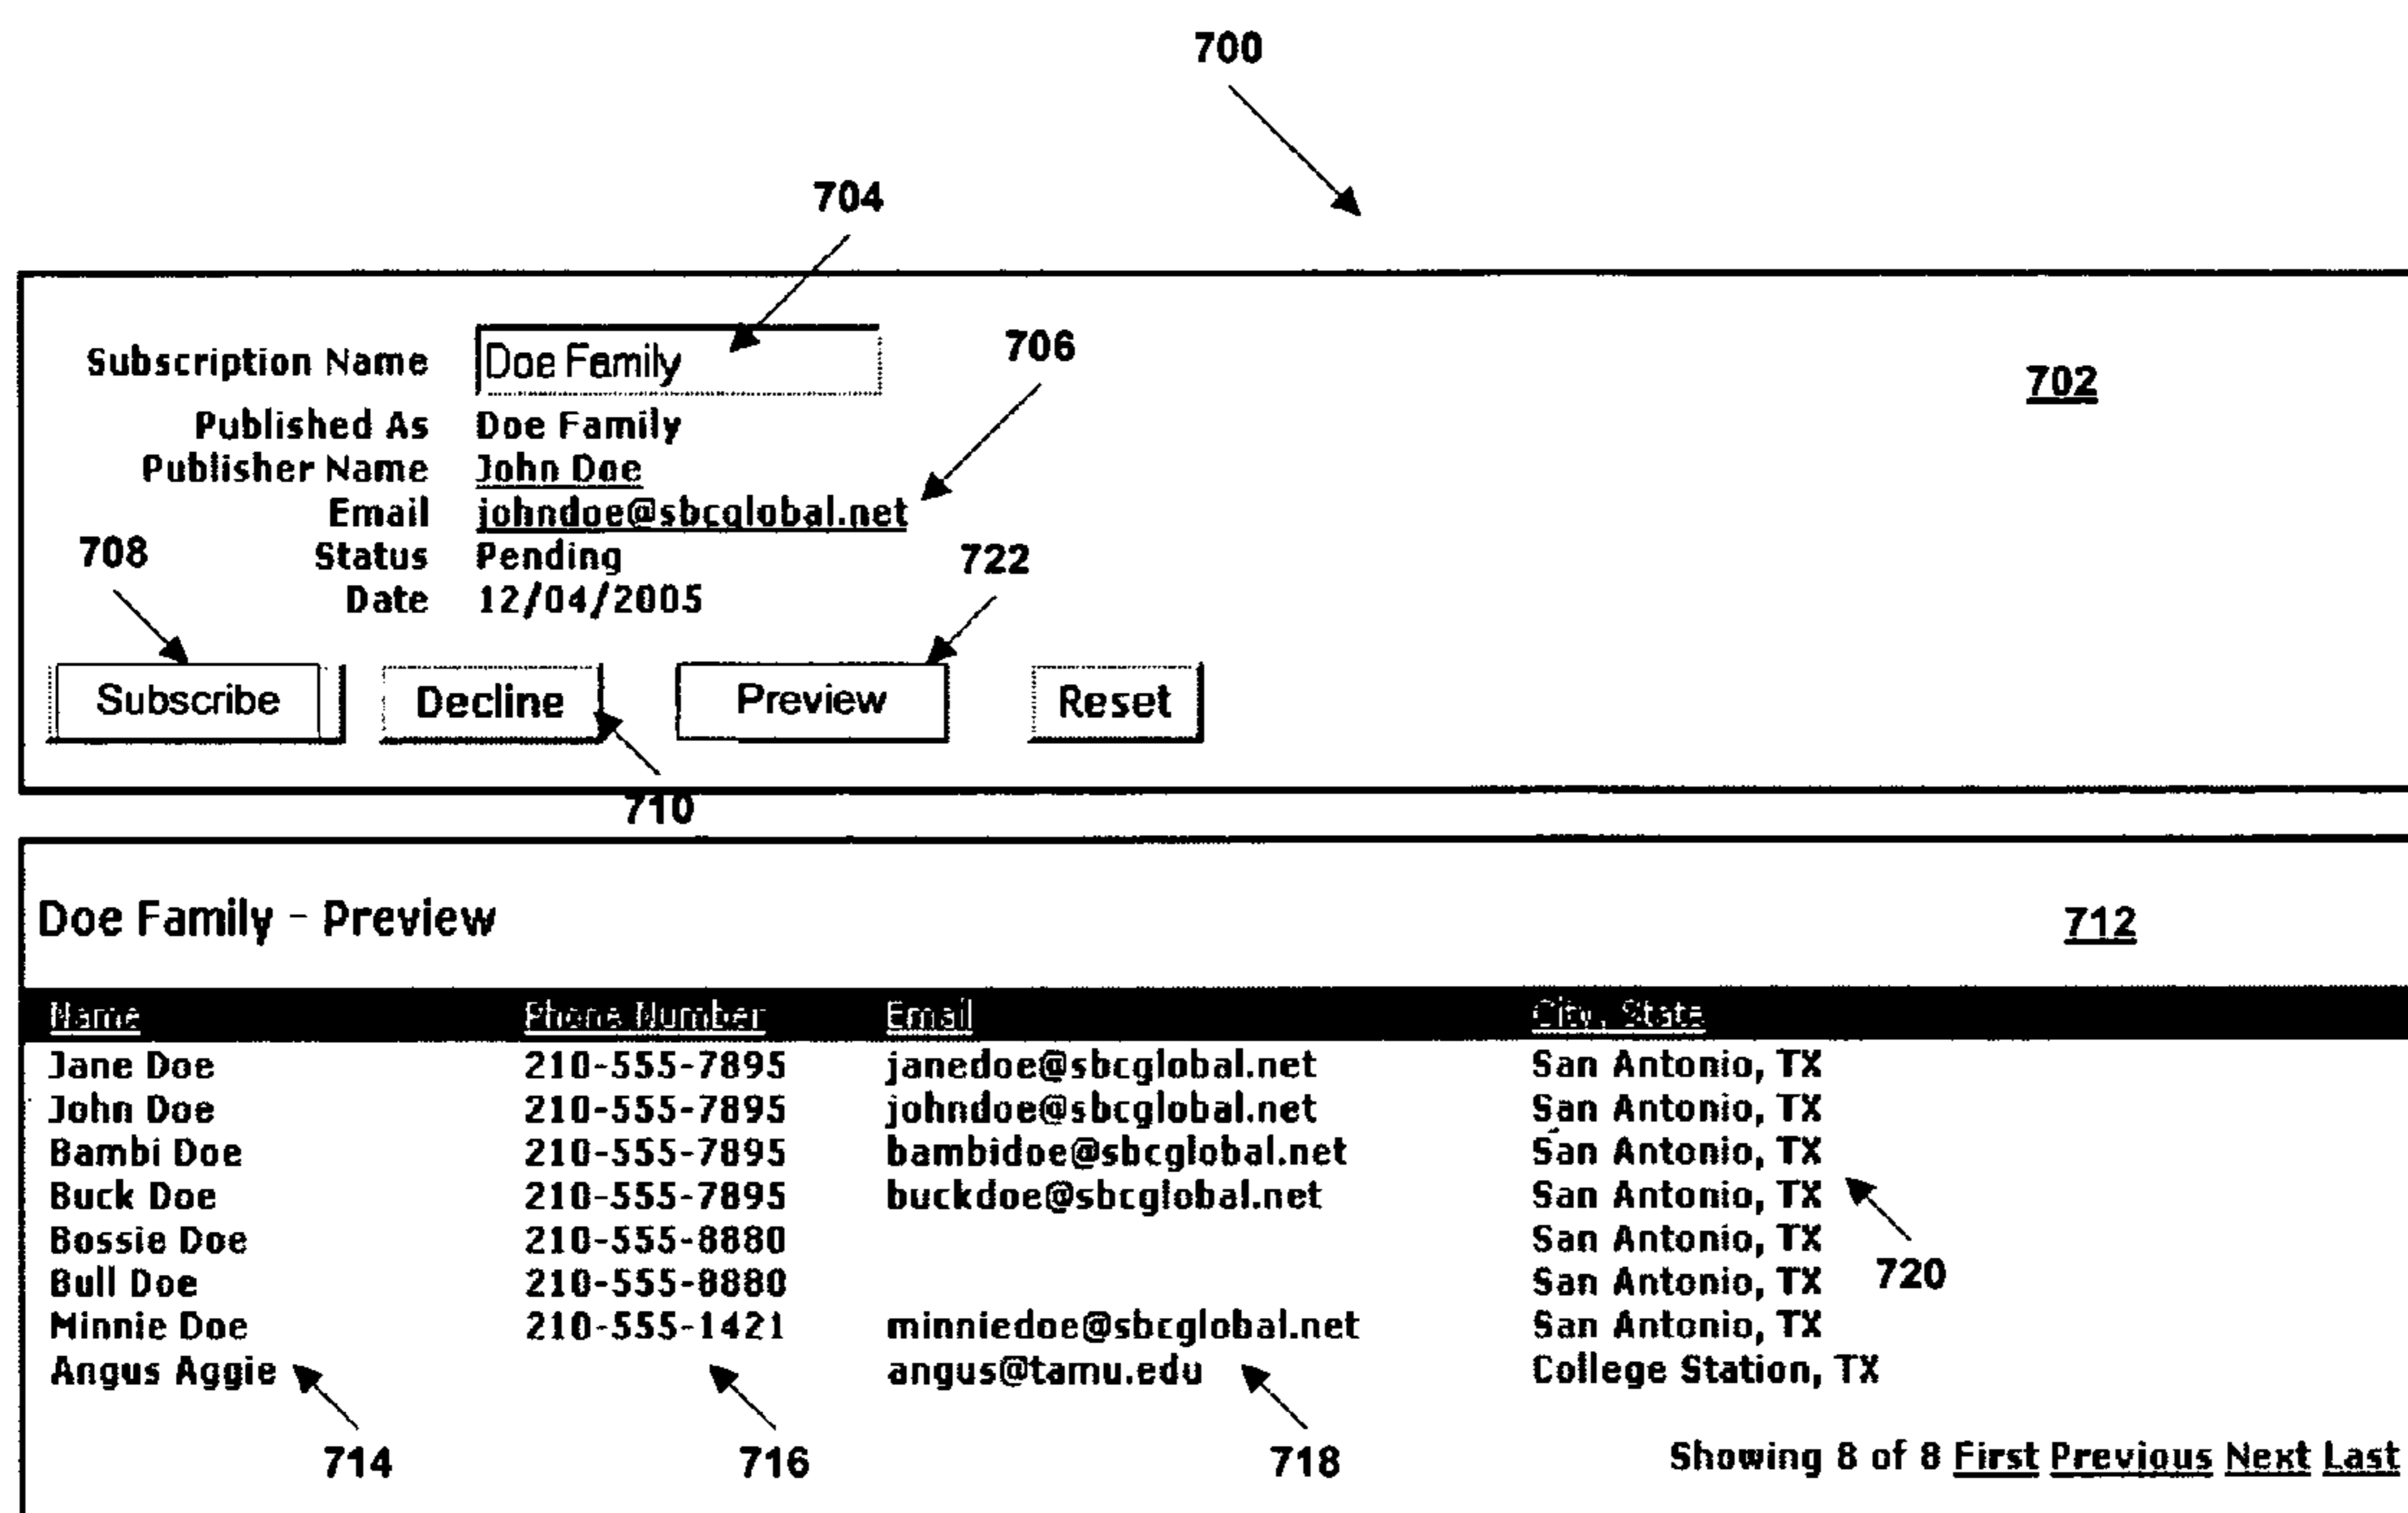 700
704
Subscription Name Doe Family 706
702
Published As Doe Family
Publisher Name John Doe
Email johndoe@sbcglobal.net
708 Status Pending 722
Date 12/04/2005
Subscribe Decline Preview Reset
710
Doe Family - Preview 712
Name Phone Number Email City, State
Jane Doe 210-555-7895 janedoe@sbcglobal.net San Antonio, TX
John Doe 210-555-7895 johndoe@sbcglobal.net San Antonio, TX
Bambi Doe 210-555-7895 bambidoe@sbcglobal.net San Antonio, TX
Buck Doe 210-555-7895 buckdoe@sbcglobal.net San Antonio, TX
Bossie Doe 210-555-8880 San Antonio, TX
Bull Doe 210-555-8880 San Antonio, TX 720
Minnie Doe 210-555-1421 minniedoe@sbcglobal.net San Antonio, TX
Angus Aggie angus@tamu.edu College Station, TX
714 716 718 Showing 8 of 8 First Previous Next Last